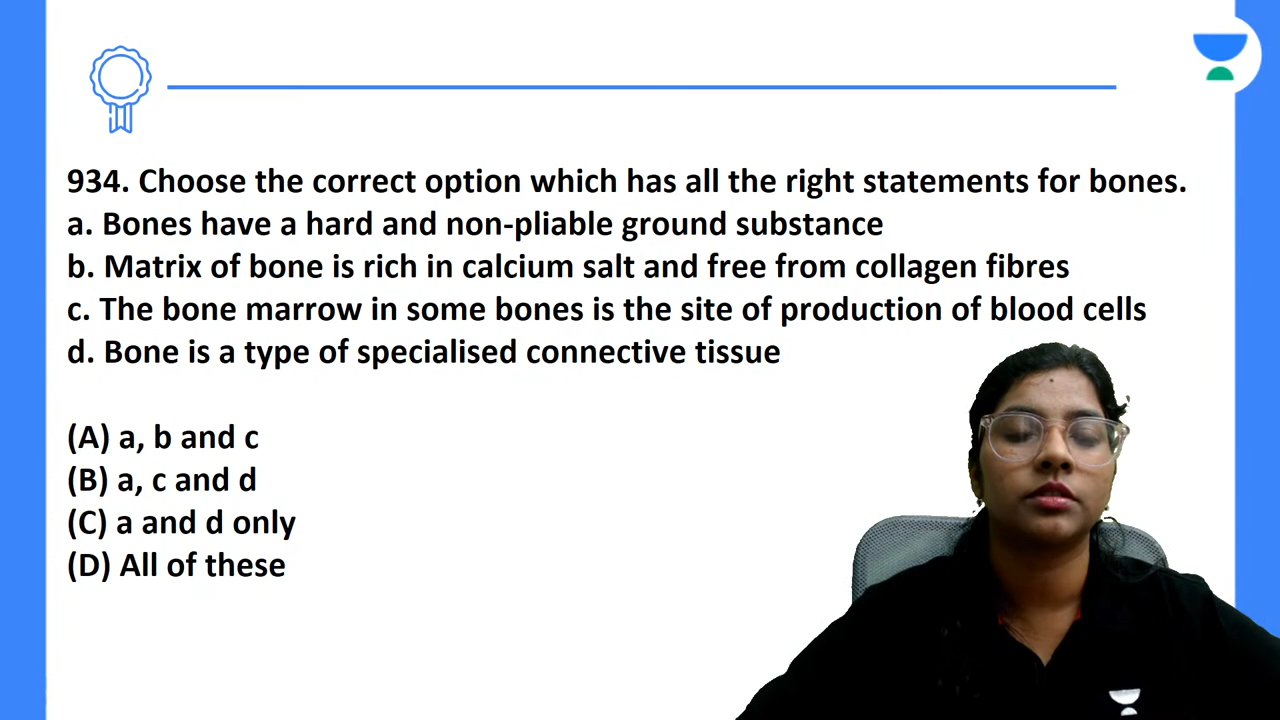 934. Choose the correct option which has all the right statements for bones.
a. Bones have a hard and non-pliable ground substance
b. Matrix of bone is rich in calcium salt and free from collagen fibres
c. The bone marrow in some bones is the site of production of blood cells
d. Bone is a type of specialised connective tissue
(A) a, b and c
(B) a, c and d
(C) a and d only
(D) All of these